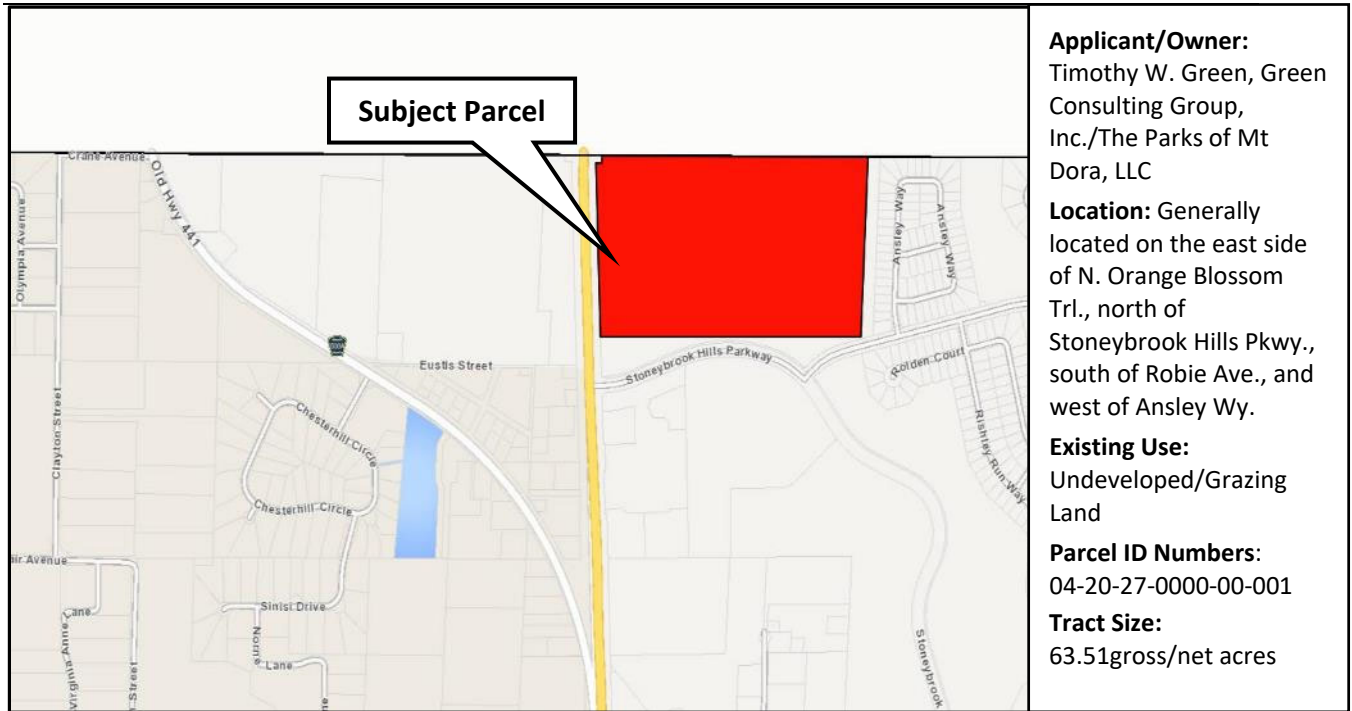 Subject Parcel
Crane Avenue
Old Hwy 441
Olympia Avenue
Clayton Street
Eustis Street
Chesterhill Circle
Chesterhill Circle
Sinisi Drive
Lane
Lane
Virginia Anne
Street
Avenue
Stoneybrook Hills Parkway
Ansley Way
Ansley Way
Rishley Run Way
Stoneybrook
Applicant/Owner:
Timothy W. Green, Green
Consulting Group,
Inc./The Parks of Mt
Dora, LLC
Location: Generally
located on the east side
of N. Orange Blossom
Trl., north of
Stoneybrook Hills Pkwy.,
south of Robie Ave., and
west of Ansley Wy.
Existing Use:
Undeveloped/Grazing
Land
Parcel ID Numbers:
04-20-27-0000-00-001
Tract Size:
63.51gross/net acres